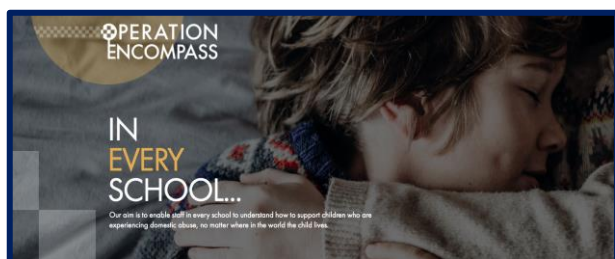 OPERATION
ENCOMPASS
IN
EVERY
SCHOOL...
Our aim is to enable staff in every school to understand how to support children who are
experiencing domestic abuse, no matter where in the world the child lives.